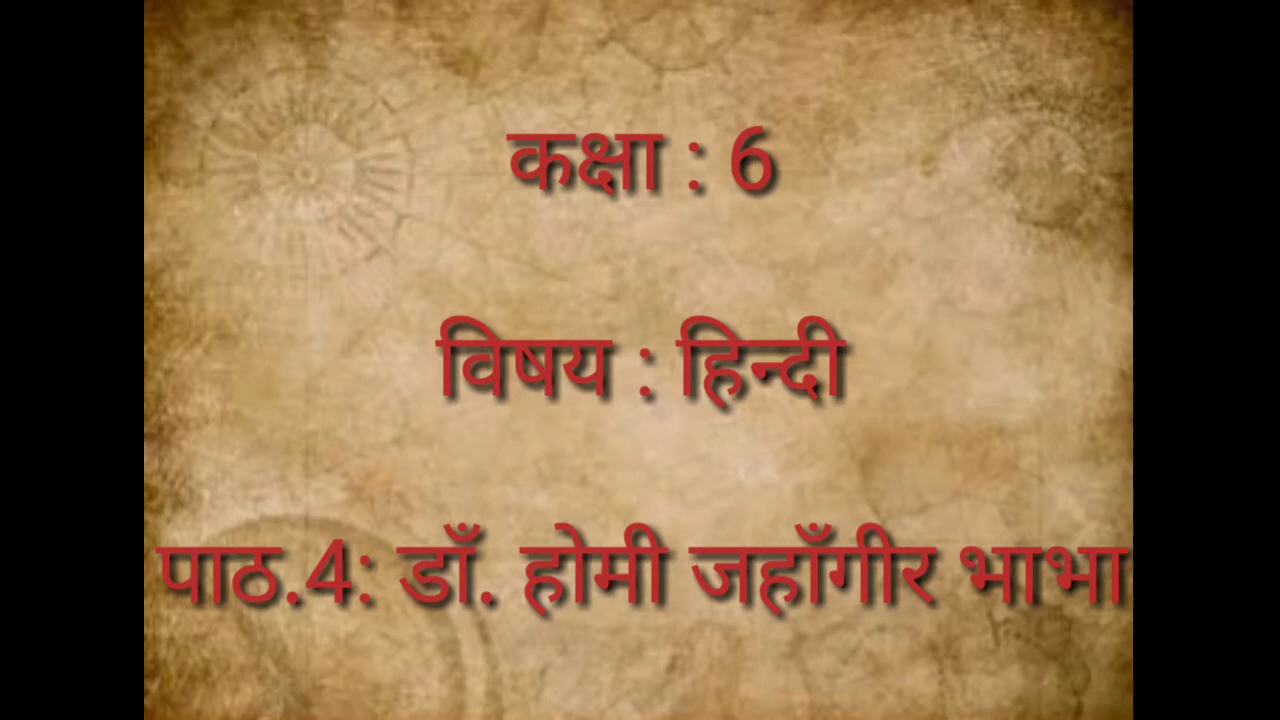 कक्षा : 6
विषय : हिन्दी
पाठ.4: डाँ. होमी जहाँगीर भाभा